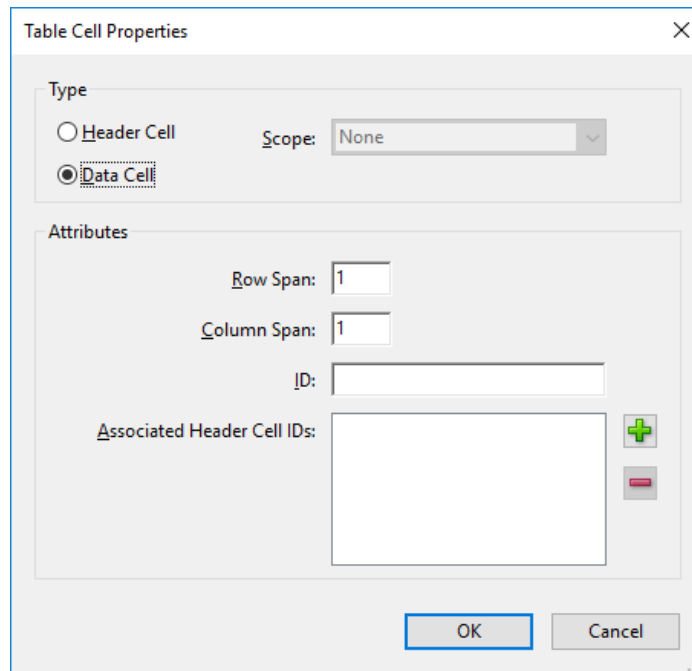 Table Cell Properties
Type
Header Cell
Scope: None
Data Cell
Attributes
Row Span: 1
Column Span: 1
ID:
Associated Header Cell IDs:
OK Cancel